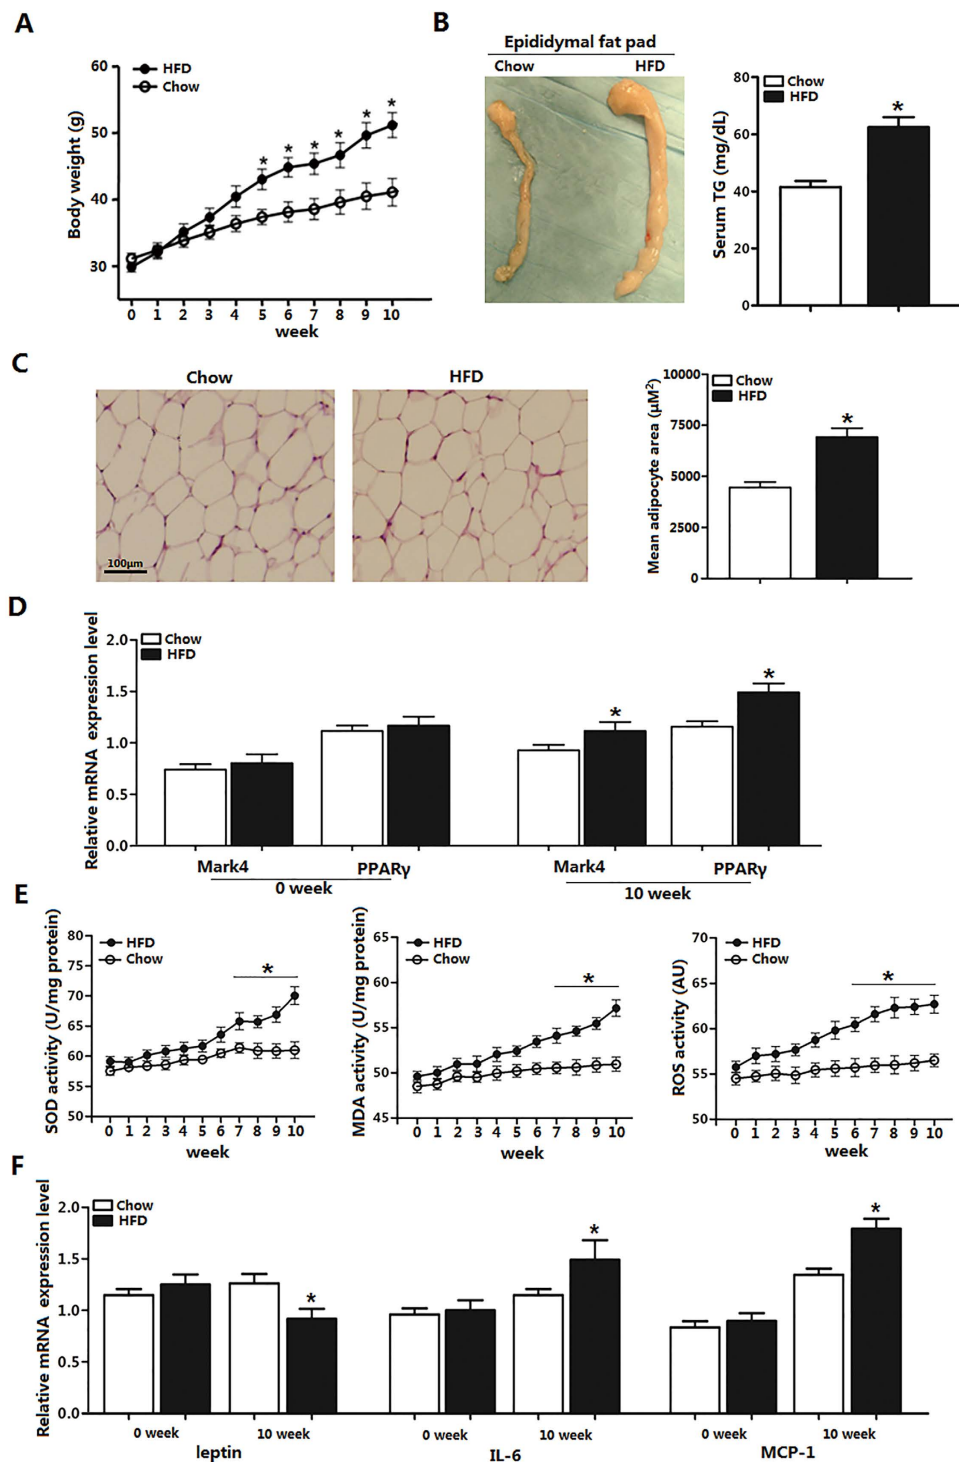 A
Body weight (g)
60
50
40
30
HFD
Chow
* * * * * *
0 1 2 3 4 5 6 7 8 9 10
week
B
Epididymal fat pad
Chow HFD
Serum TG (mg/dL)
80
60
40
20
0
Chow
HFD
*
C
Chow HFD
100μm
Mean adipocyte area (μM²)
10000
7500
5000
2500
0
Chow
HFD
*
D
Relative mRNA expression level
2.0
1.5
1.0
0.5
0.0
Chow
HFD
* *
Mark4 PPARγ Mark4 PPARγ
0 week 10 week
E
SOD activity (U/mg protein)
80
75
70
65
60
55
50
HFD
Chow
*
0 1 2 3 4 5 6 7 8 9 10
week
MDA activity (U/mg protein)
65
60
55
50
45
HFD
Chow
*
0 1 2 3 4 5 6 7 8 9 10
week
ROS activity (AU)
70
65
60
55
50
HFD
Chow
*
0 1 2 3 4 5 6 7 8 9 10
week
F
Relative mRNA expression level
2.0
1.5
1.0
0.5
0.0
Chow
HFD
* * *
0 week 10 week 0 week 10 week 0 week 10 week
leptin IL-6 MCP-1